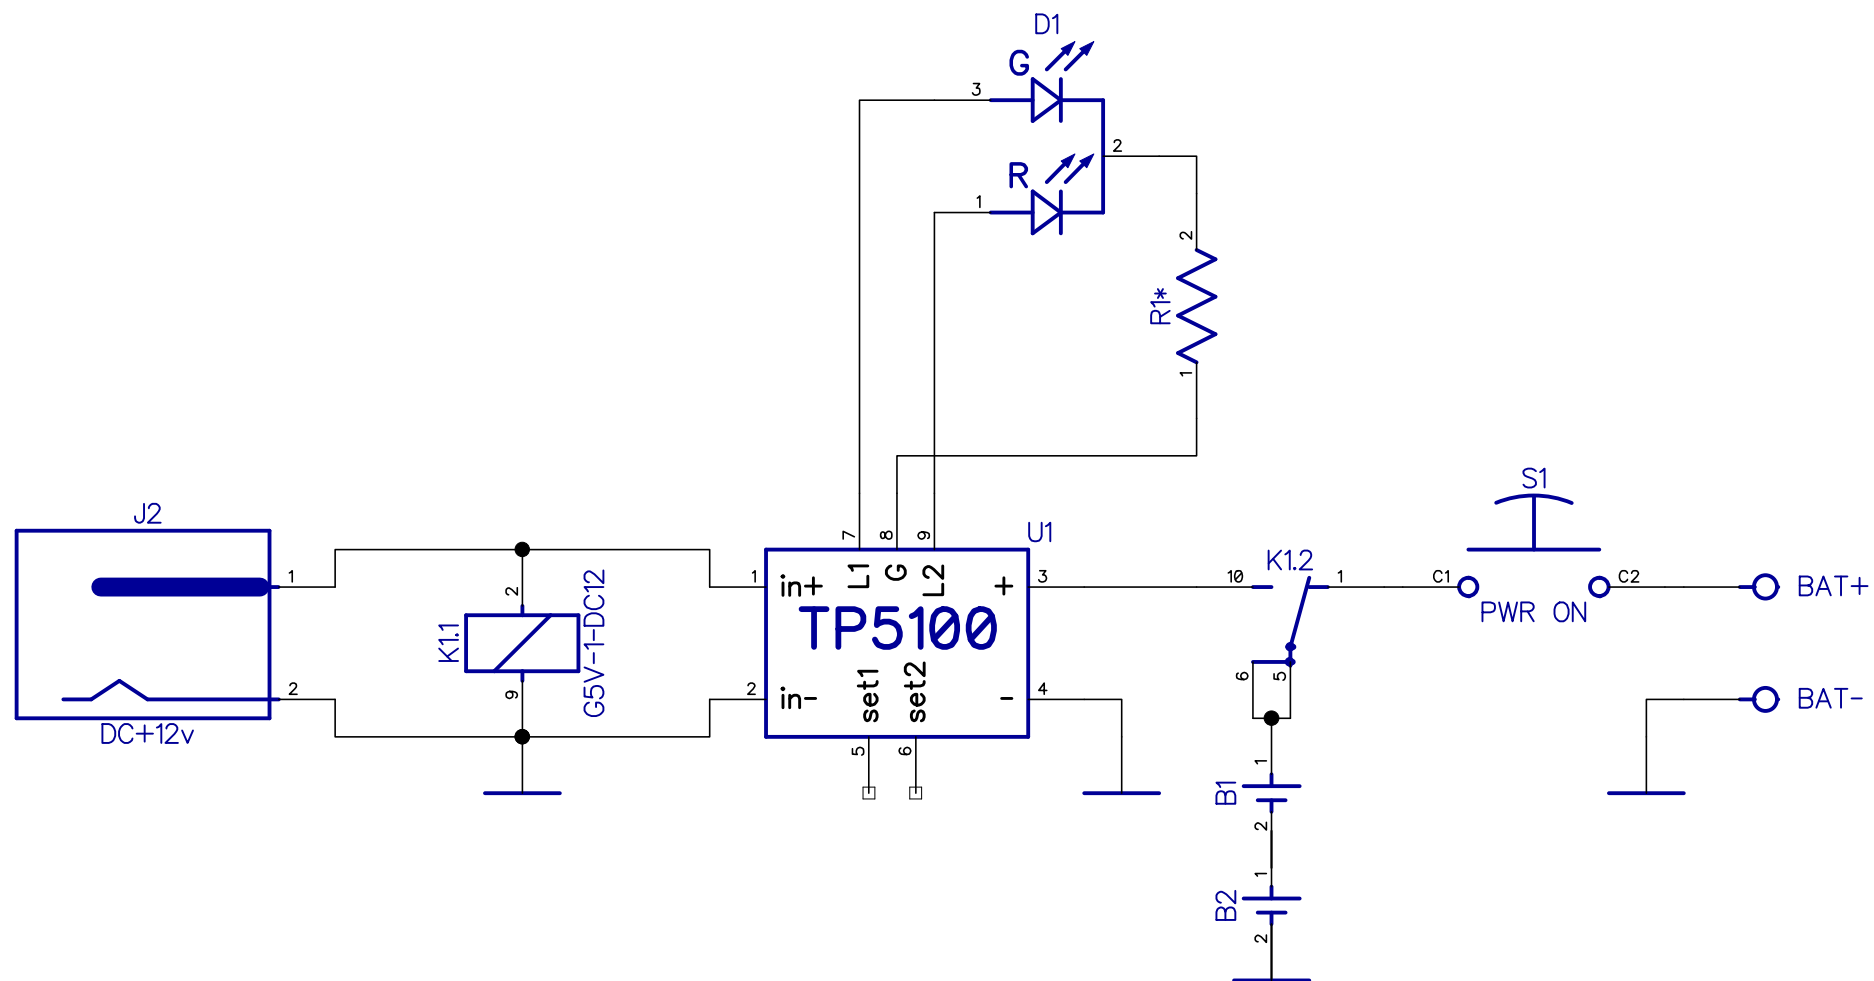 D1
G
3
2
R
1
2
R1*
1
S1
J2
7
8
9
U1
1
2
1
in+
L1
G
L2
+
3
10
K1.2
1
C1
C2
BAT+
PWR ON
K1.1
G5V-1-DC12
TP5100
2
9
2
in-
set1
set2
-
4
6
5
BAT-
DC+12v
5
6
1
B1
2
1
B2
2